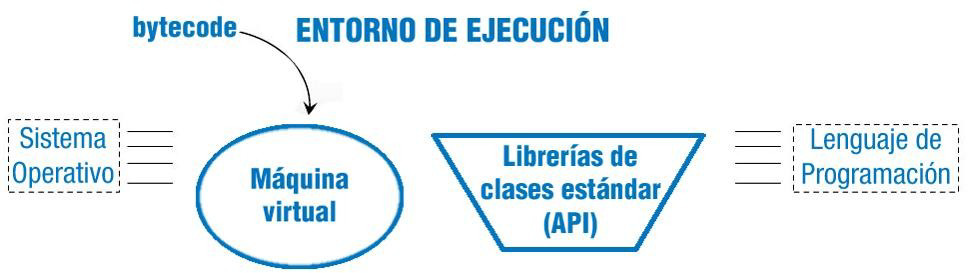 bytecode
ENTORNO DE EJECUCIÓN
Sistema
Operativo
Máquina
virtual
Librerías de
clases estándar
(API)
Lenguaje de
Programación